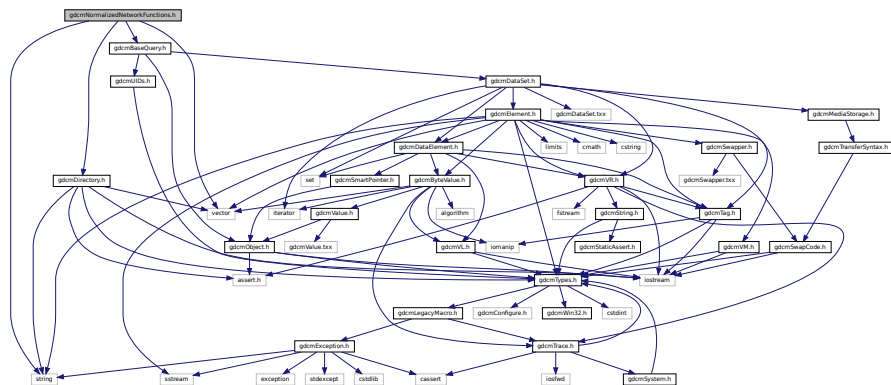 gdcmNormalizedNetworkFunctions.h
gdcmBaseQuery.h
gdcmUIDs.h
gdcmDataSet.h
gdcmElement.h
gdcmDataSet.txx
gdcmMediaStorage.h
gdcmDataElement.h
limits
cmath
cstring
gdcmSwapper.h
gdcmTransferSyntax.h
gdcmDirectory.h
set
gdcmSmartPointer.h
gdcmByteValue.h
gdcmVR.h
gdcmSwapper.txx
vector
iterator
gdcmValue.h
algorithm
fstream
gdcmString.h
gdcmTag.h
gdcmObject.h
gdcmValue.txx
gdcmVL.h
iomanip
gdcmStaticAssert.h
gdcmVM.h
gdcmSwapCode.h
assert.h
gdcmTypes.h
iostream
gdcmLegacyMacro.h
gdcmConfigure.h
gdcmWin32.h
cstdint
gdcmException.h
gdcmTrace.h
string
sstream
exception
stdexcept
cstdlib
cassert
iosfwd
gdcmSystem.h